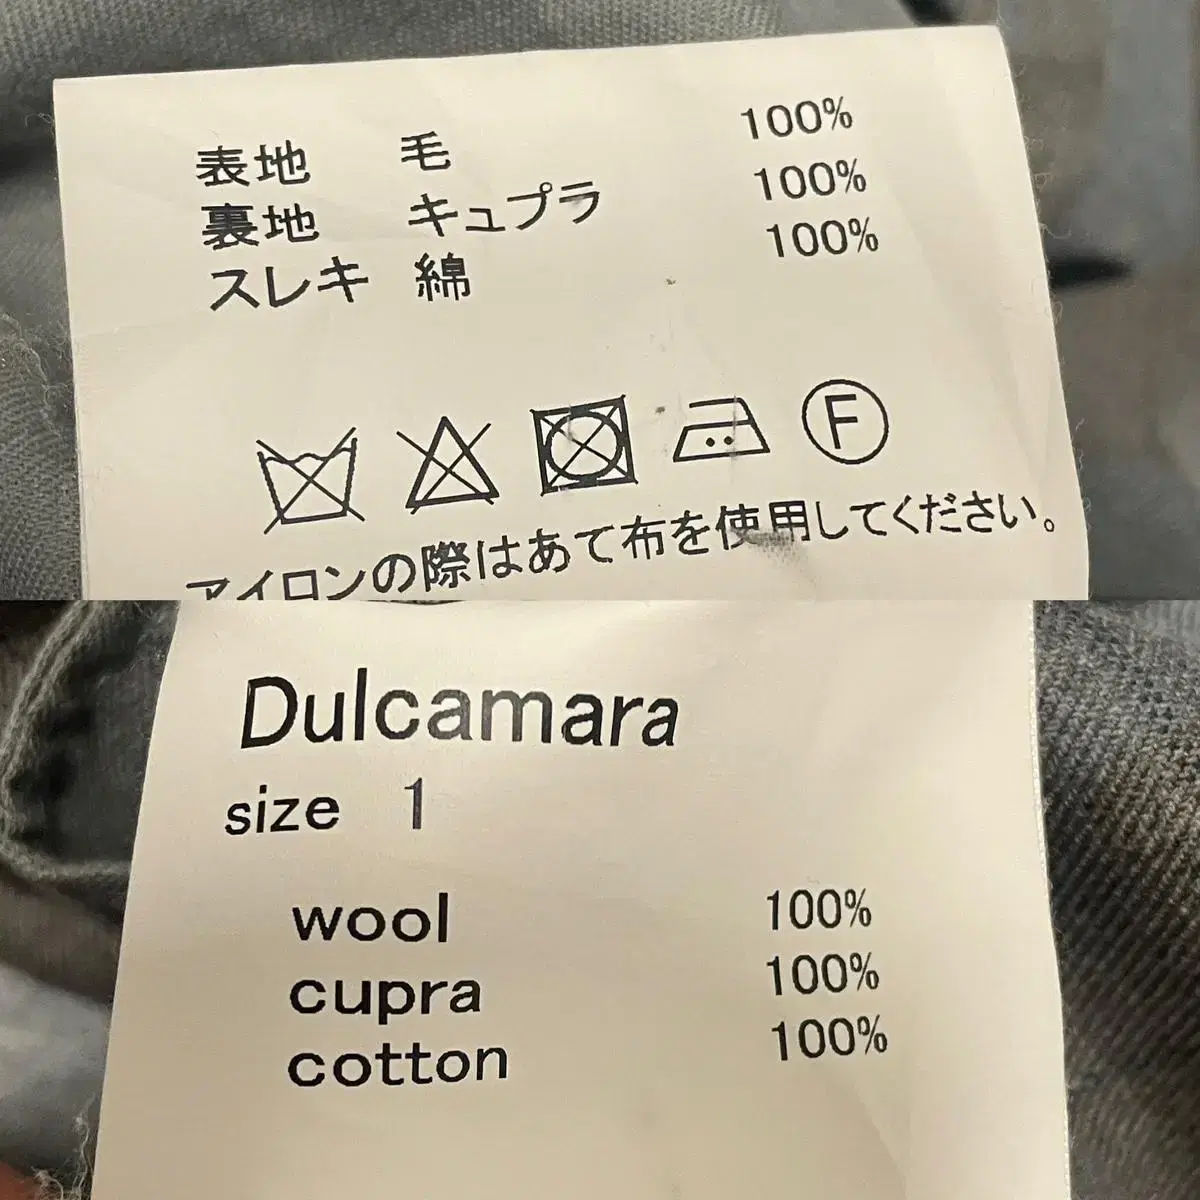 表地 毛 100%
裏地 キュプラ 100%
スレキ 綿 100%
F
アイロンの際はあて布を使用してください。
Dulcamara
size 1
wool 100%
cupra 100%
cotton 100%